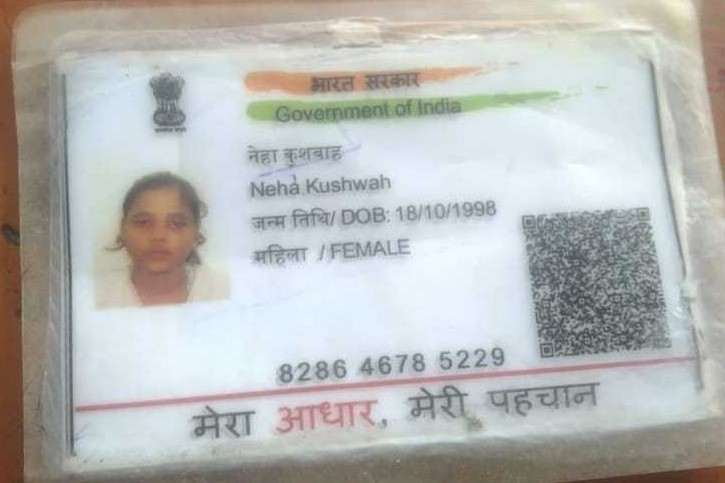 भारत सरकार
Government of India
नेहा कुशवाह
Neha Kushwah
जन्म तिथि/ DOB: 18/10/1998
महिला / FEMALE
8286 4678 5229
मेरा आधार, मेरी पहचान